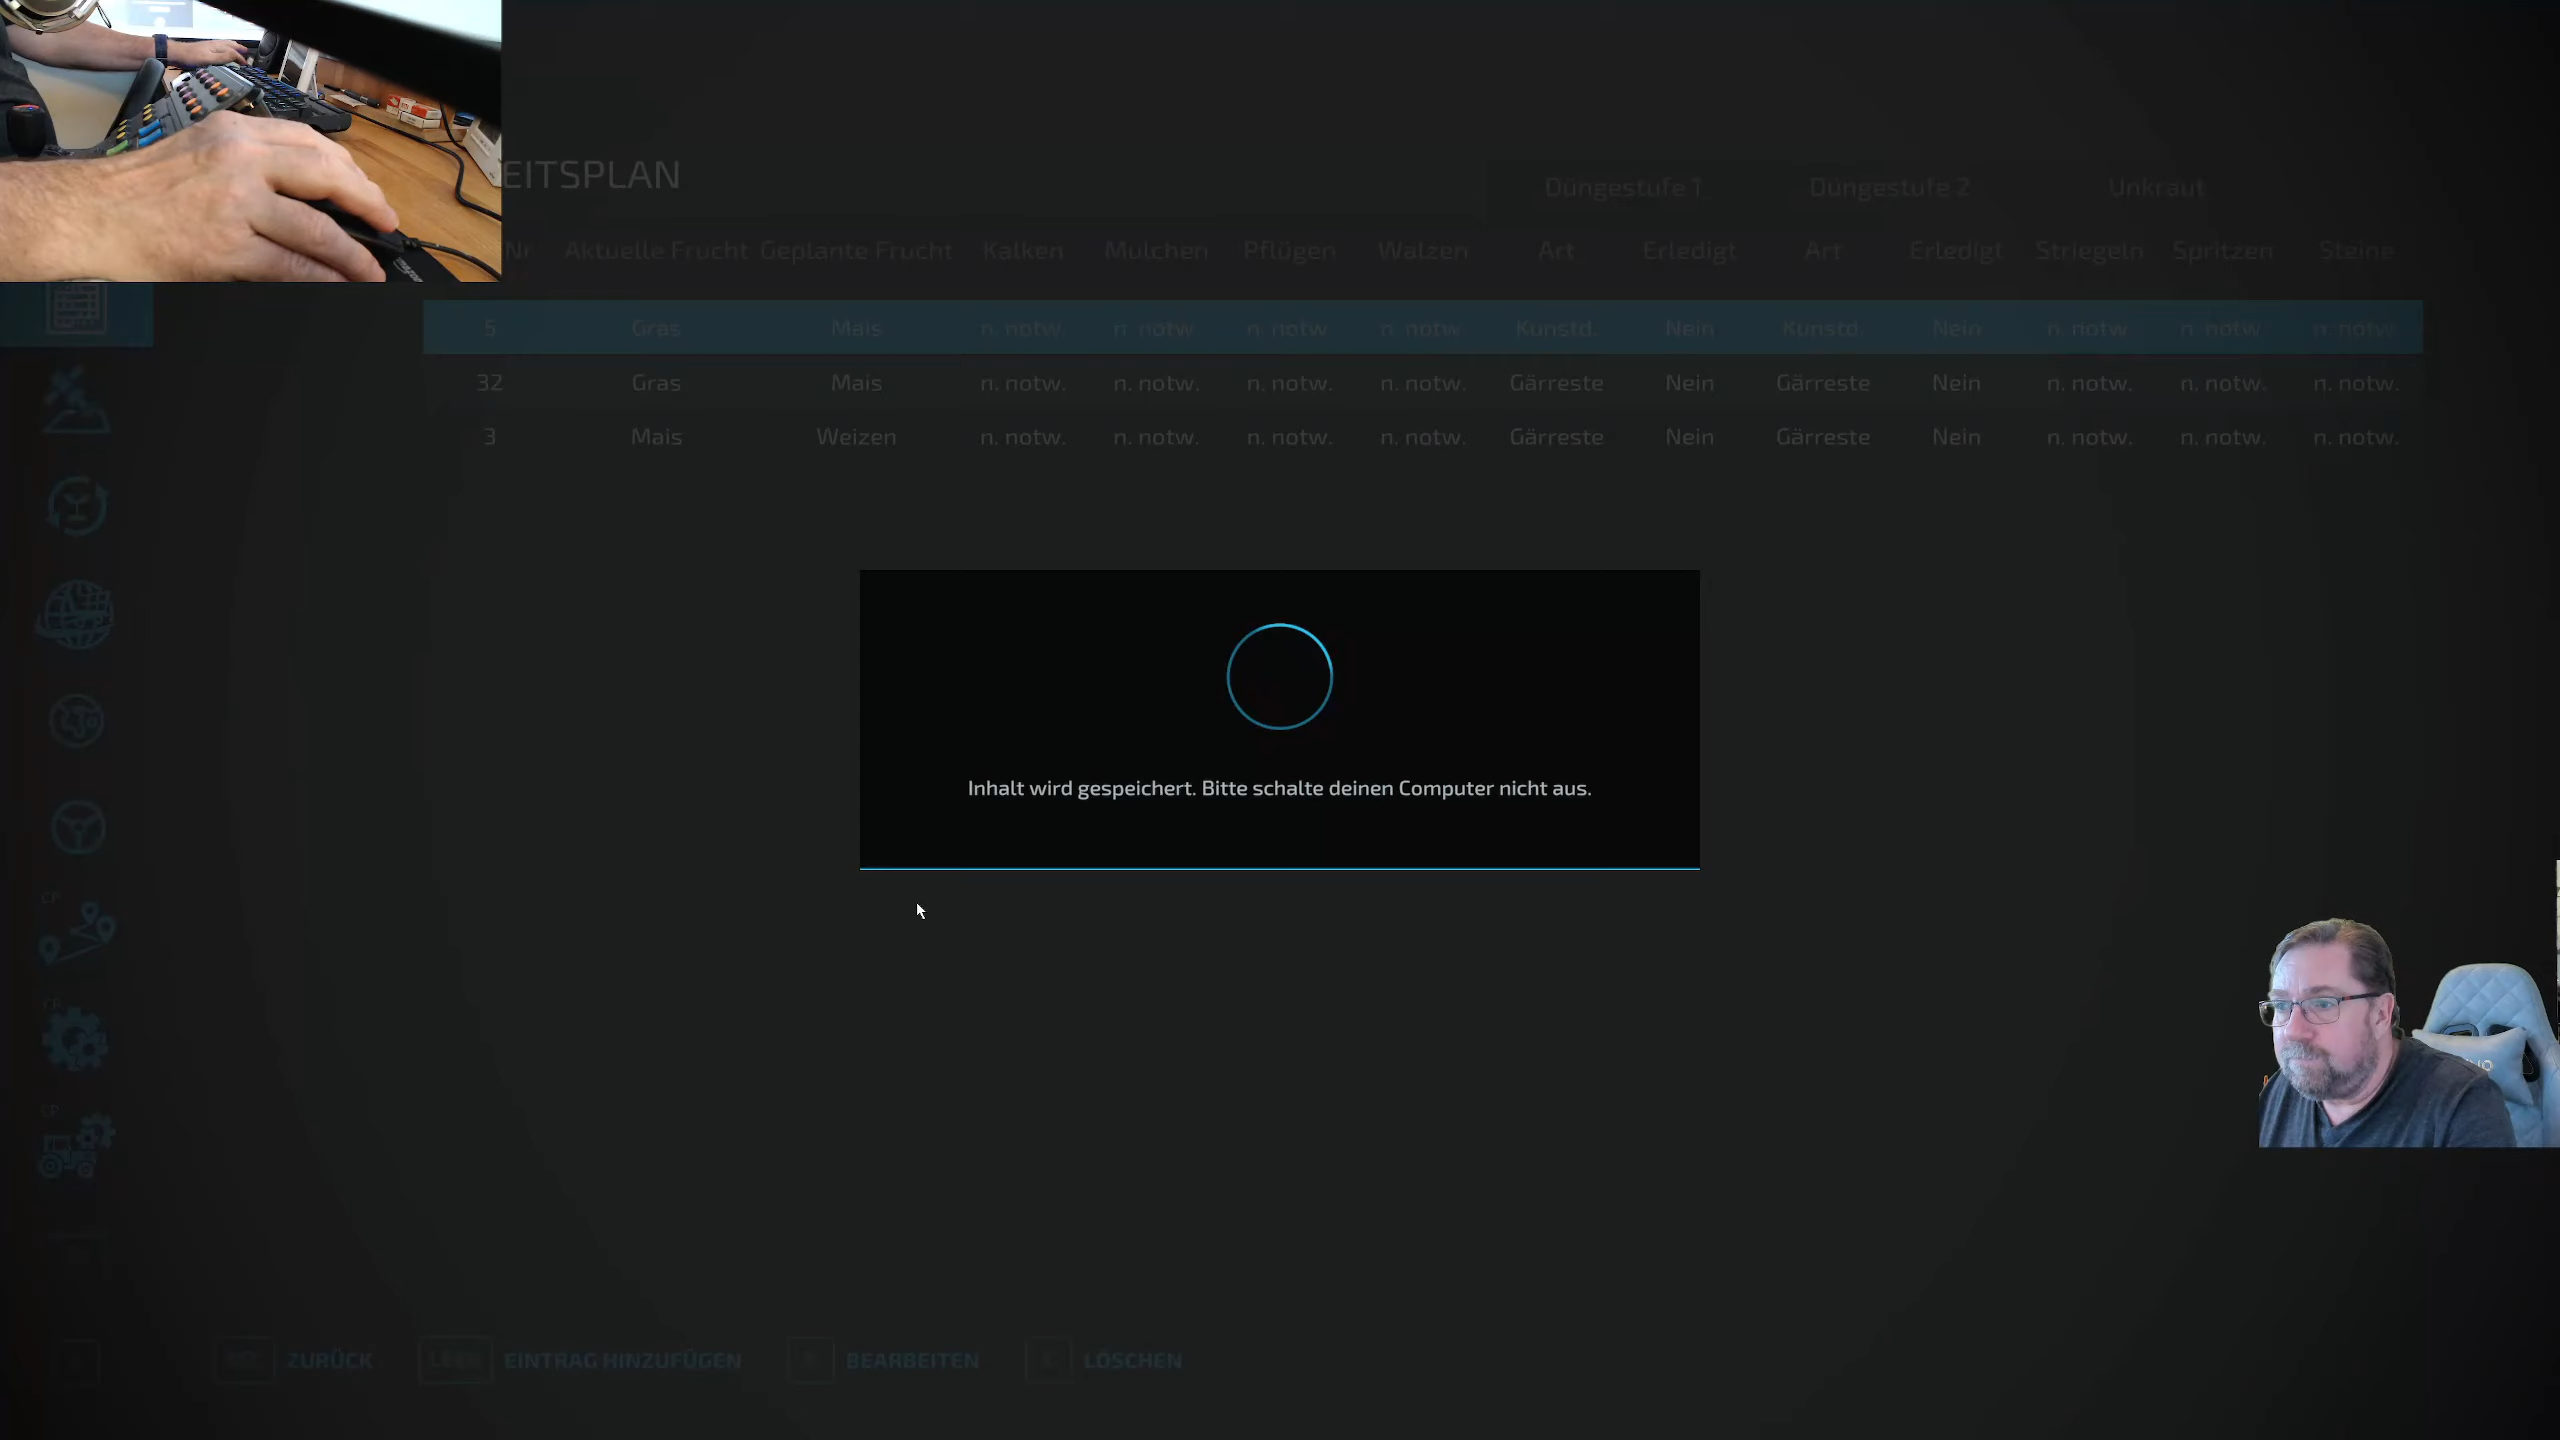 EITSPLAN
Düngestufe 1 Düngestufe 2 Unkraut
Nr Aktuelle Frucht Geplante Frucht Kalken Mulchen Pflügen Walzen Art Erledigt Art Erledigt Striegeln Spritzen Steine
5 Gras Mais n. notw. n. notw. n. notw. n. notw. Kunstd. Nein Kunstd. Nein n. notw. n. notw. n. notw.
32 Gras Mais n. notw. n. notw. n. notw. n. notw. Gärreste Nein Gärreste Nein n. notw. n. notw. n. notw.
3 Mais Weizen n. notw. n. notw. n. notw. n. notw. Gärreste Nein Gärreste Nein n. notw. n. notw. n. notw.
Inhalt wird gespeichert. Bitte schalte deinen Computer nicht aus.
CP
CP
CP
ZURÜCK EINTRAG HINZUFÜGEN BEARBEITEN LÖSCHEN